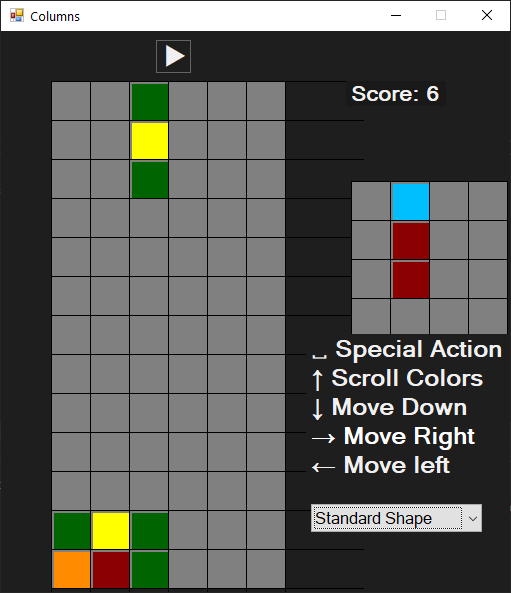 Columns
Score: 6
␣ Special Action
↑ Scroll Colors
↓ Move Down
→ Move Right
← Move left
Standard Shape